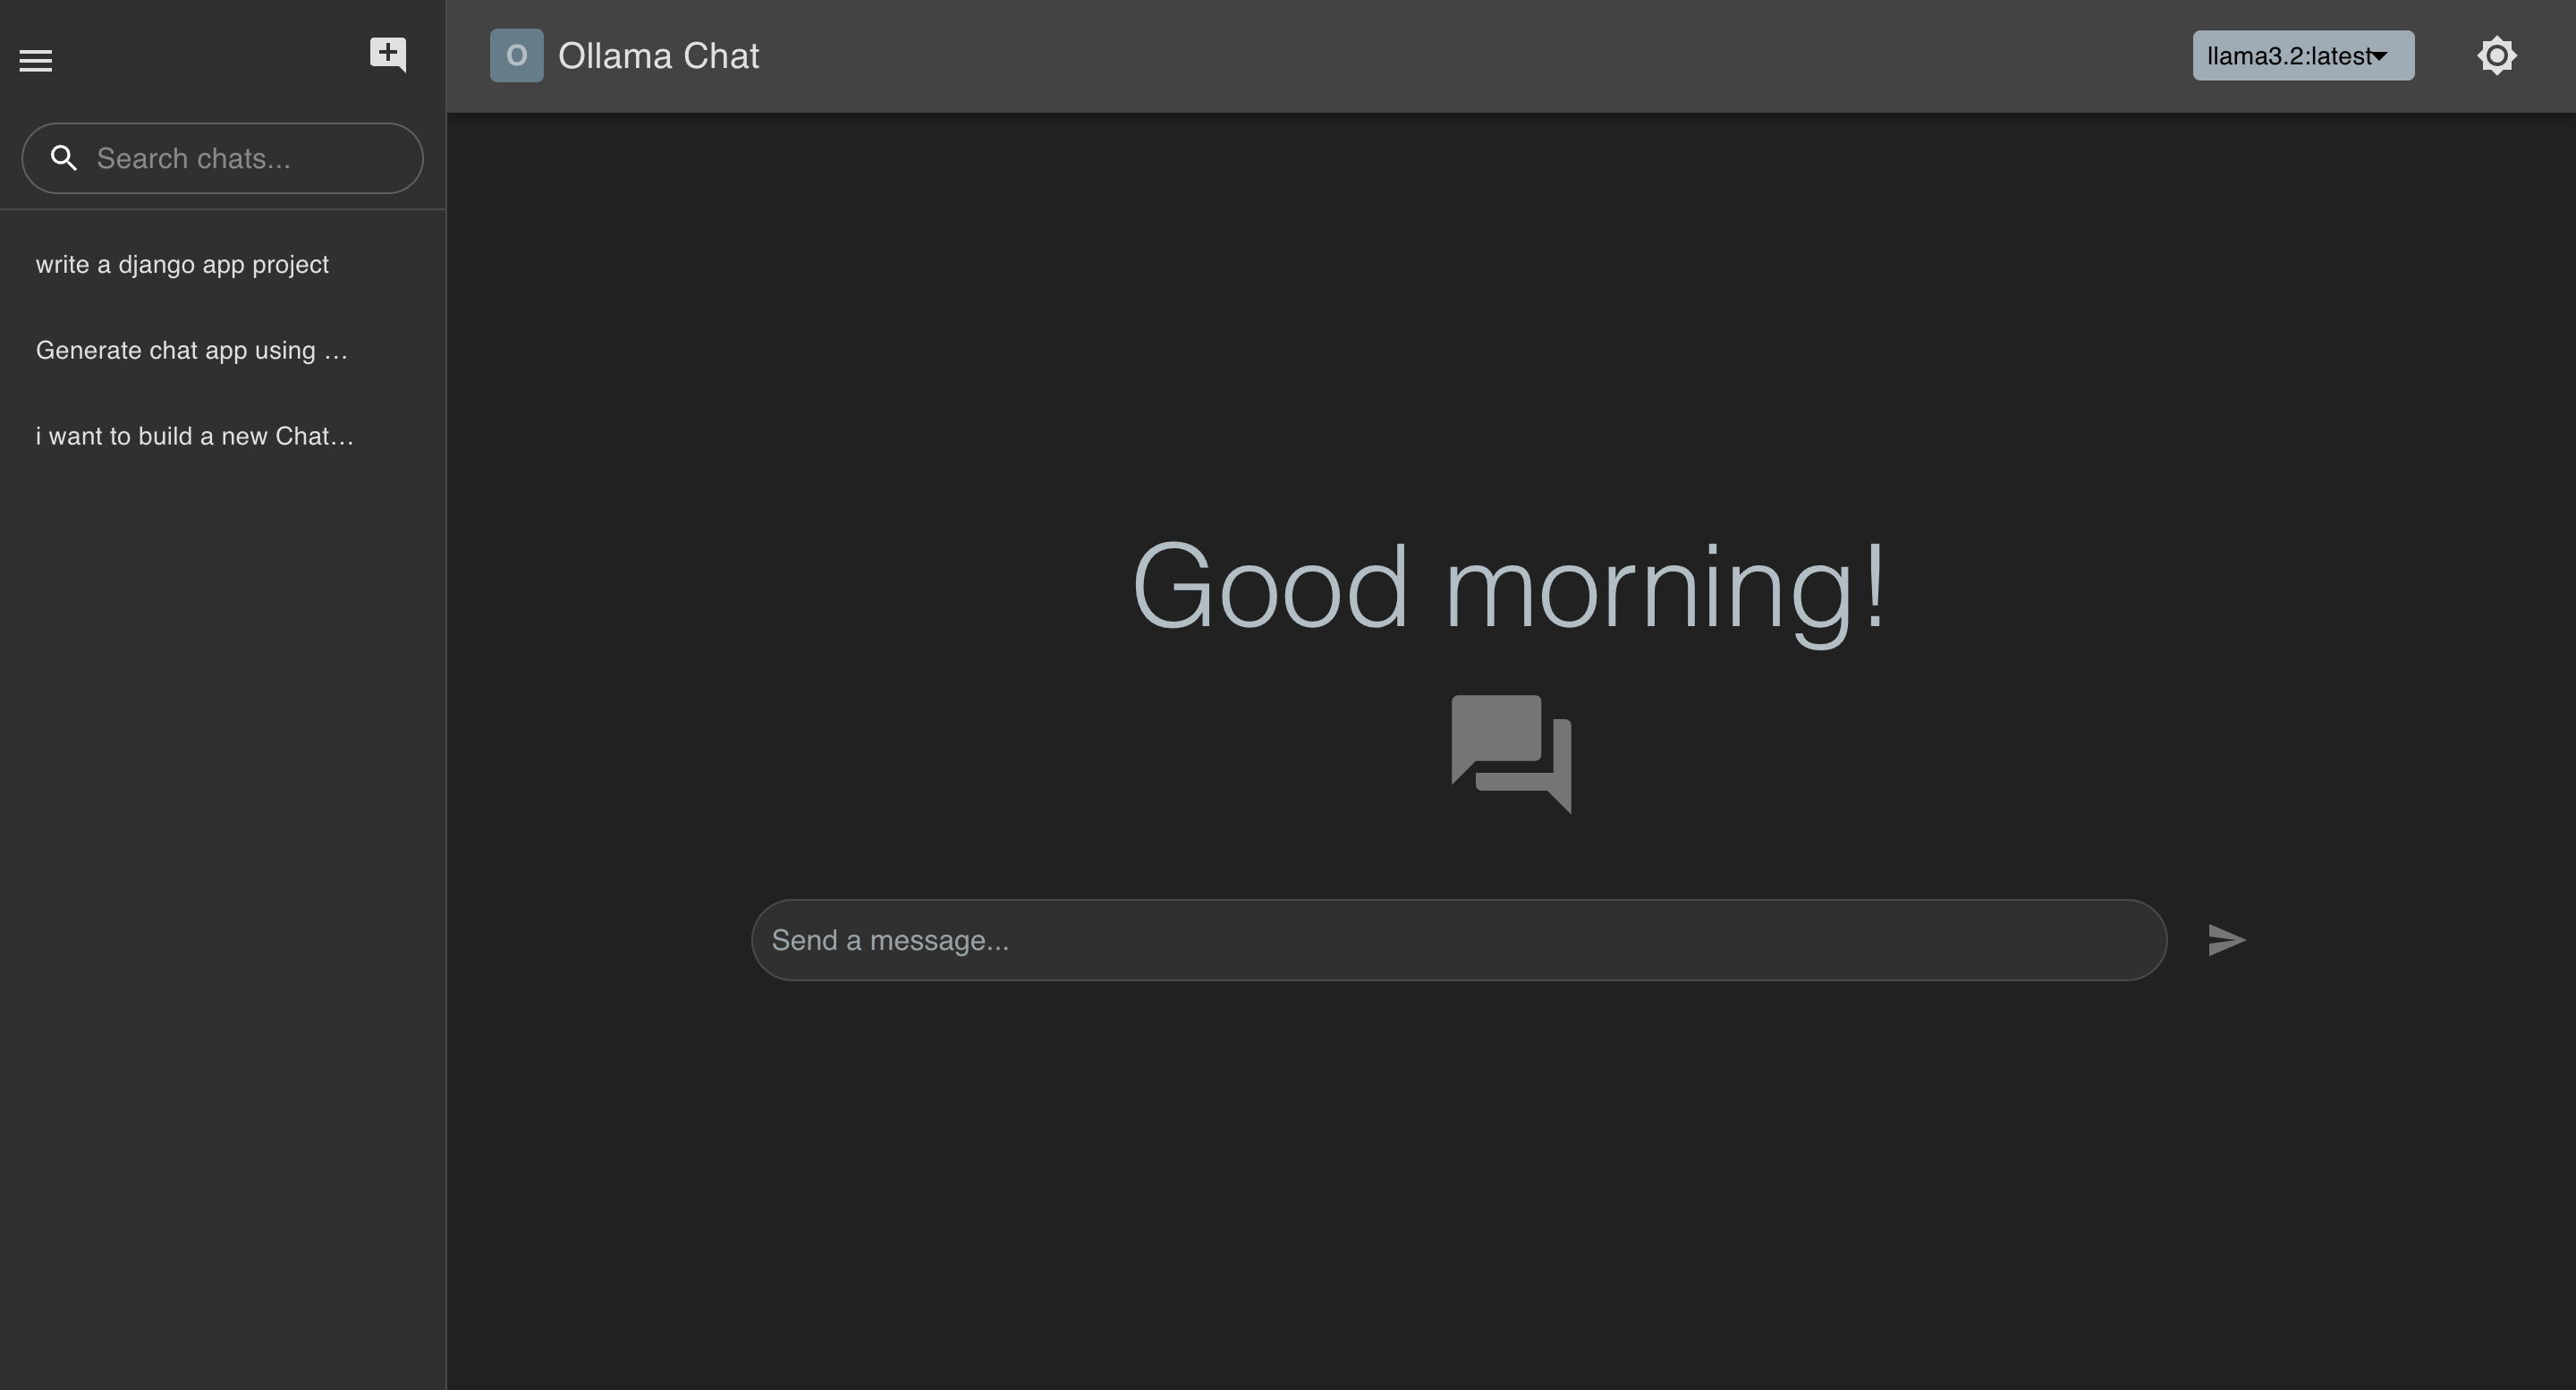 O Ollama Chat
llama3.2:latest
Search chats...
write a django app project
Generate chat app using …
i want to build a new Chat…
Good morning!
Send a message...